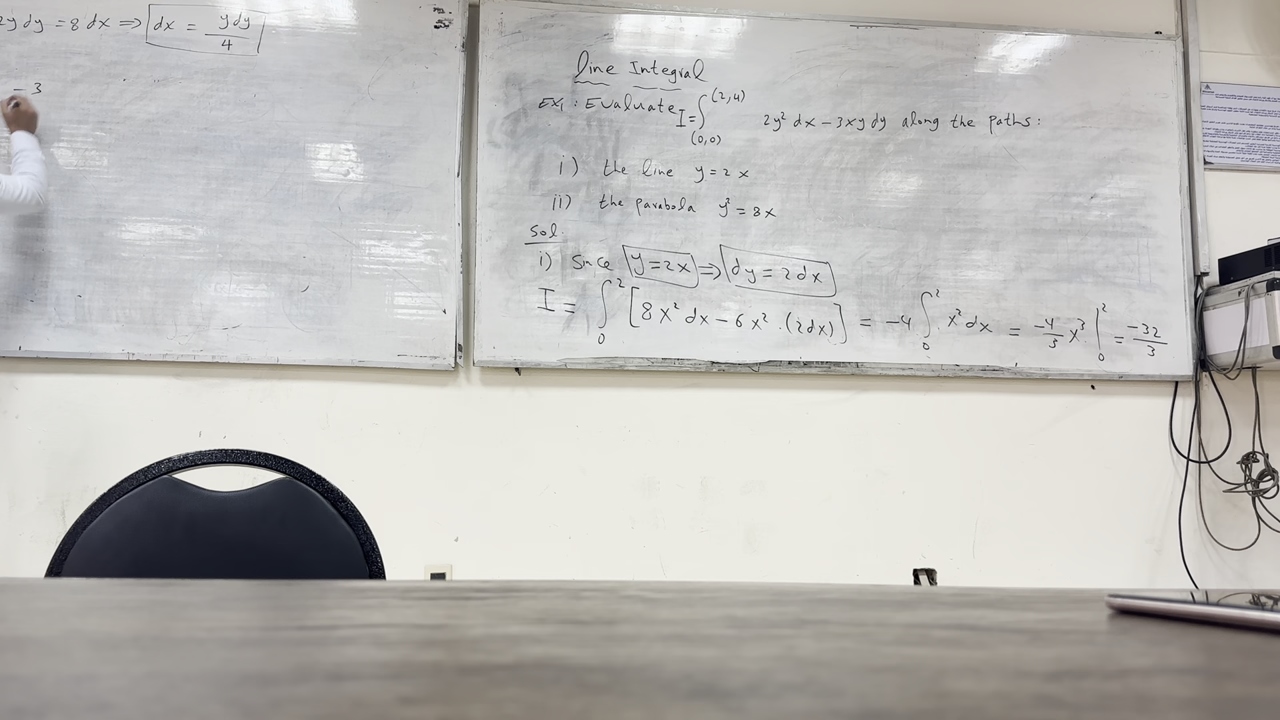 2y dy = 8 dx ⇒ dx = y dy / 4
- 3
line Integral
EX1 : Evaluate I = ∫_(0,0)^(2,4) 2y² dx - 3xy dy along the paths:
i) the line y = 2x
ii) the parabola y² = 8x
Sol.
i) Since y = 2x ⇒ dy = 2dx
I = ∫_0^2 [8x² dx - 6x² . (2dx)] = -4 ∫_0^2 x² dx = -4/3 x³ |_0^2 = -32/3